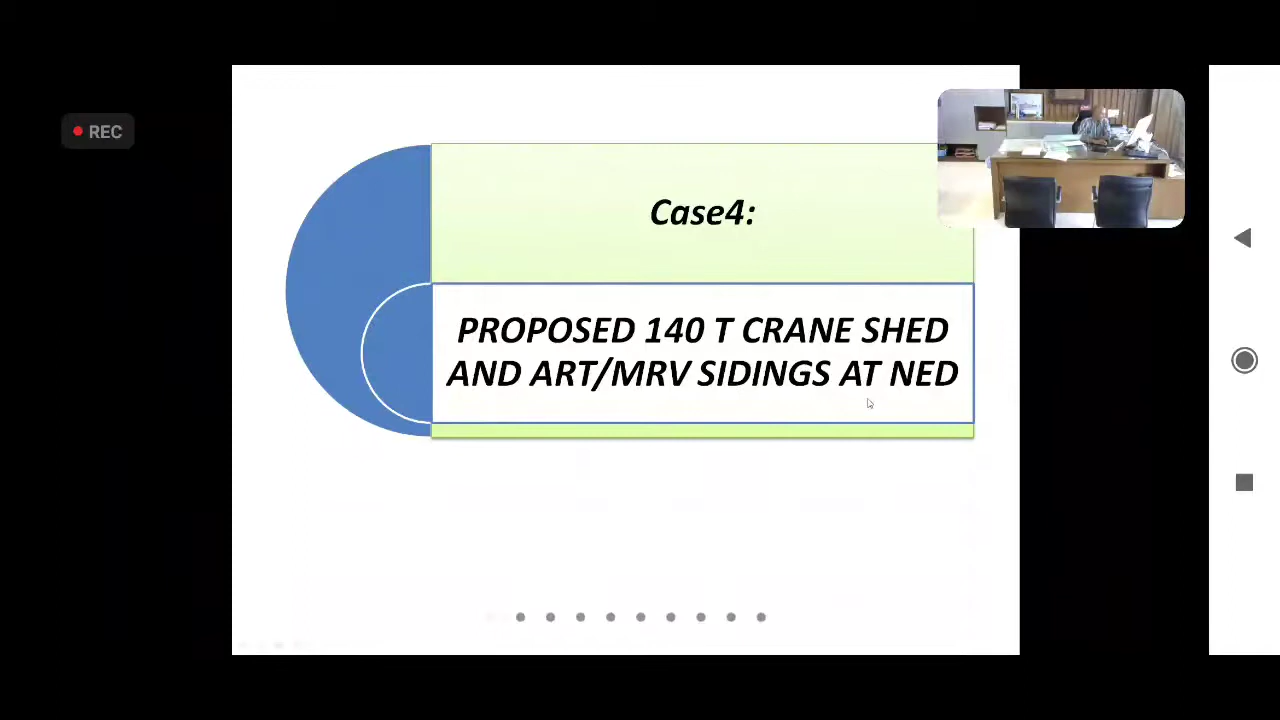 REC
Case4:
PROPOSED 140 T CRANE SHED
AND ART/MRV SIDINGS AT NED